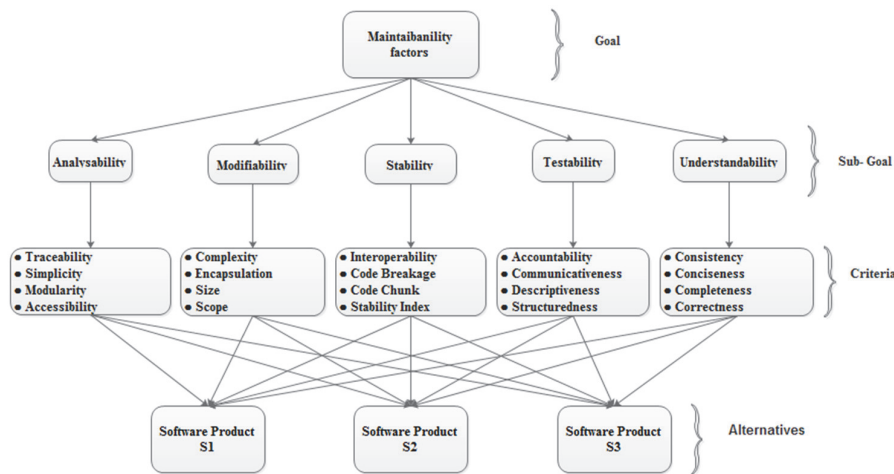 Maintaibanility
factors
Goal
Analysability
Modifiability
Stability
Testability
Understandability
Sub- Goal
● Traceability
● Simplicity
● Modularity
● Accessibility
● Complexity
● Encapsulation
● Size
● Scope
● Interoperability
● Code Breakage
● Code Chunk
● Stability Index
● Accountability
● Communicativeness
● Descriptiveness
● Structuredness
● Consistency
● Conciseness
● Completeness
● Correctness
Criteria
Software Product
S1
Software Product
S2
Software Product
S3
Alternatives